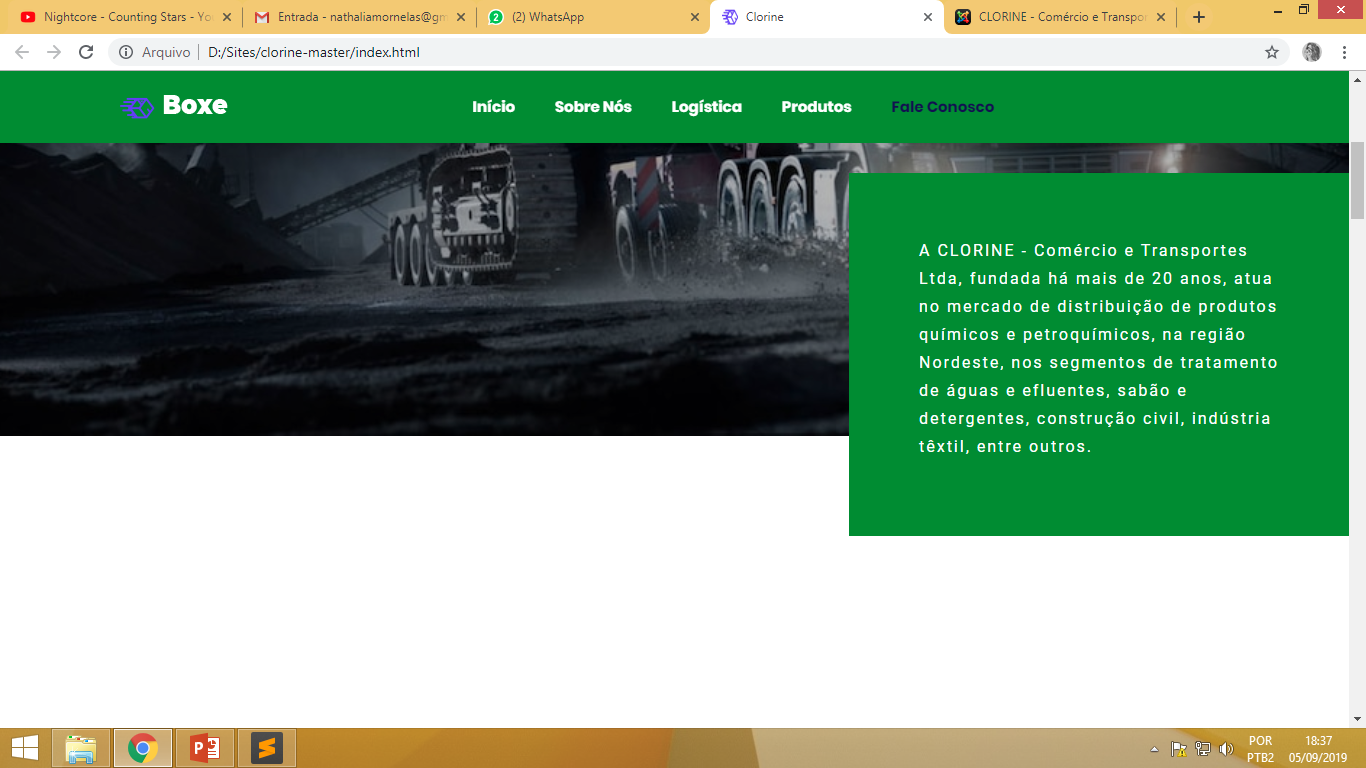 Nightcore - Counting Stars - Yo
Entrada - nathaliamornelas@gm
(2) WhatsApp
Clorine
CLORINE - Comércio e Transpor
Arquivo
D:/Sites/clorine-master/index.html
Boxe
Início
Sobre Nós
Logística
Produtos
Fale Conosco
A CLORINE - Comércio e Transportes
Ltda, fundada há mais de 20 anos, atua
no mercado de distribuição de produtos
químicos e petroquímicos, na região
Nordeste, nos segmentos de tratamento
de águas e efluentes, sabão e
detergentes, construção civil, indústria
têxtil, entre outros.
POR
PTB2
18:37
05/09/2019